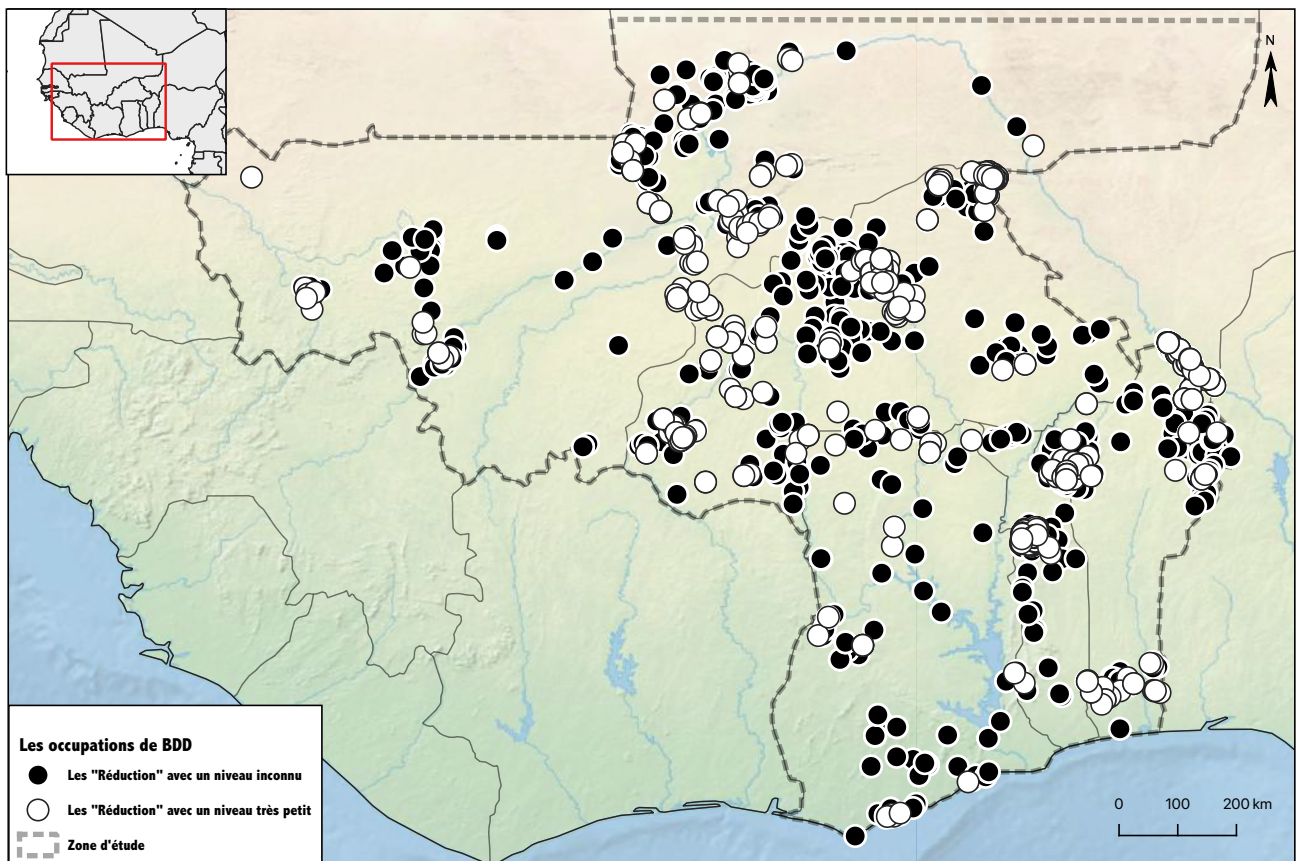 N
Les occupations de BDD
Les "Réduction" avec un niveau inconnu
Les "Réduction" avec un niveau très petit
Zone d'étude
0 100 200 km